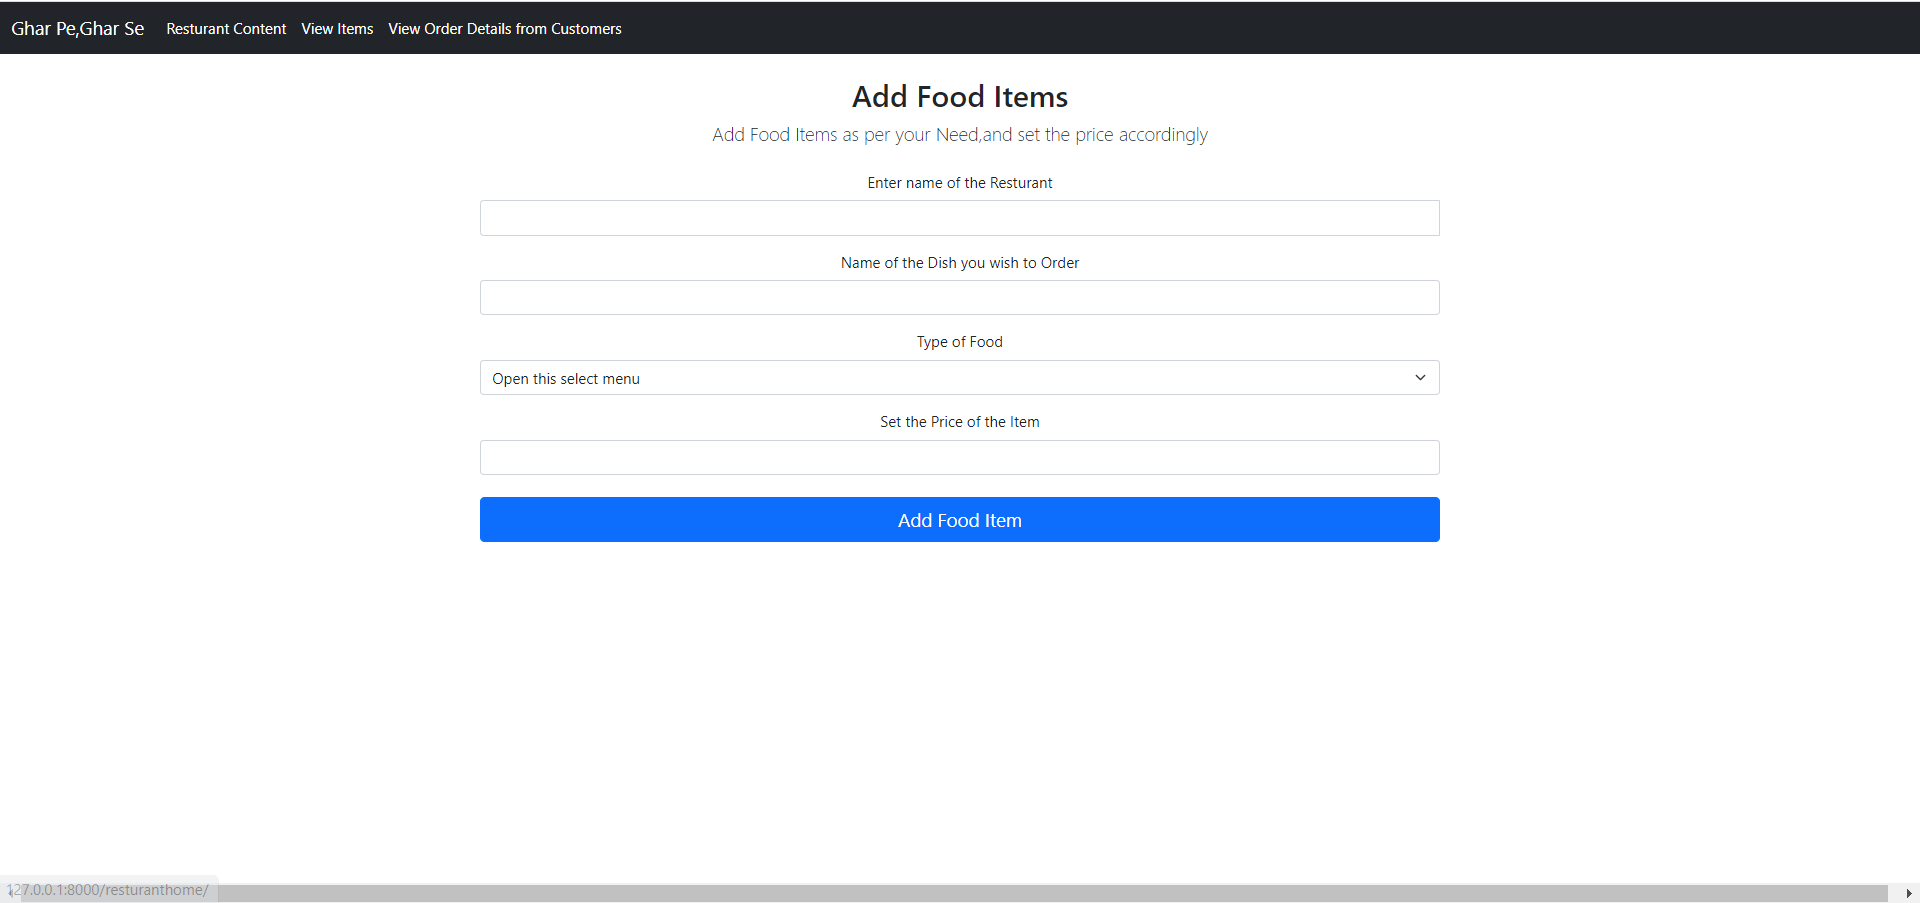 Ghar Pe,Ghar Se Resturant Content View Items View Order Details from Customers
Add Food Items
Add Food Items as per your Need,and set the price accordingly
Enter name of the Resturant
Name of the Dish you wish to Order
Type of Food
Open this select menu
Set the Price of the Item
Add Food Item
127.0.0.1:8000/resturanthome/